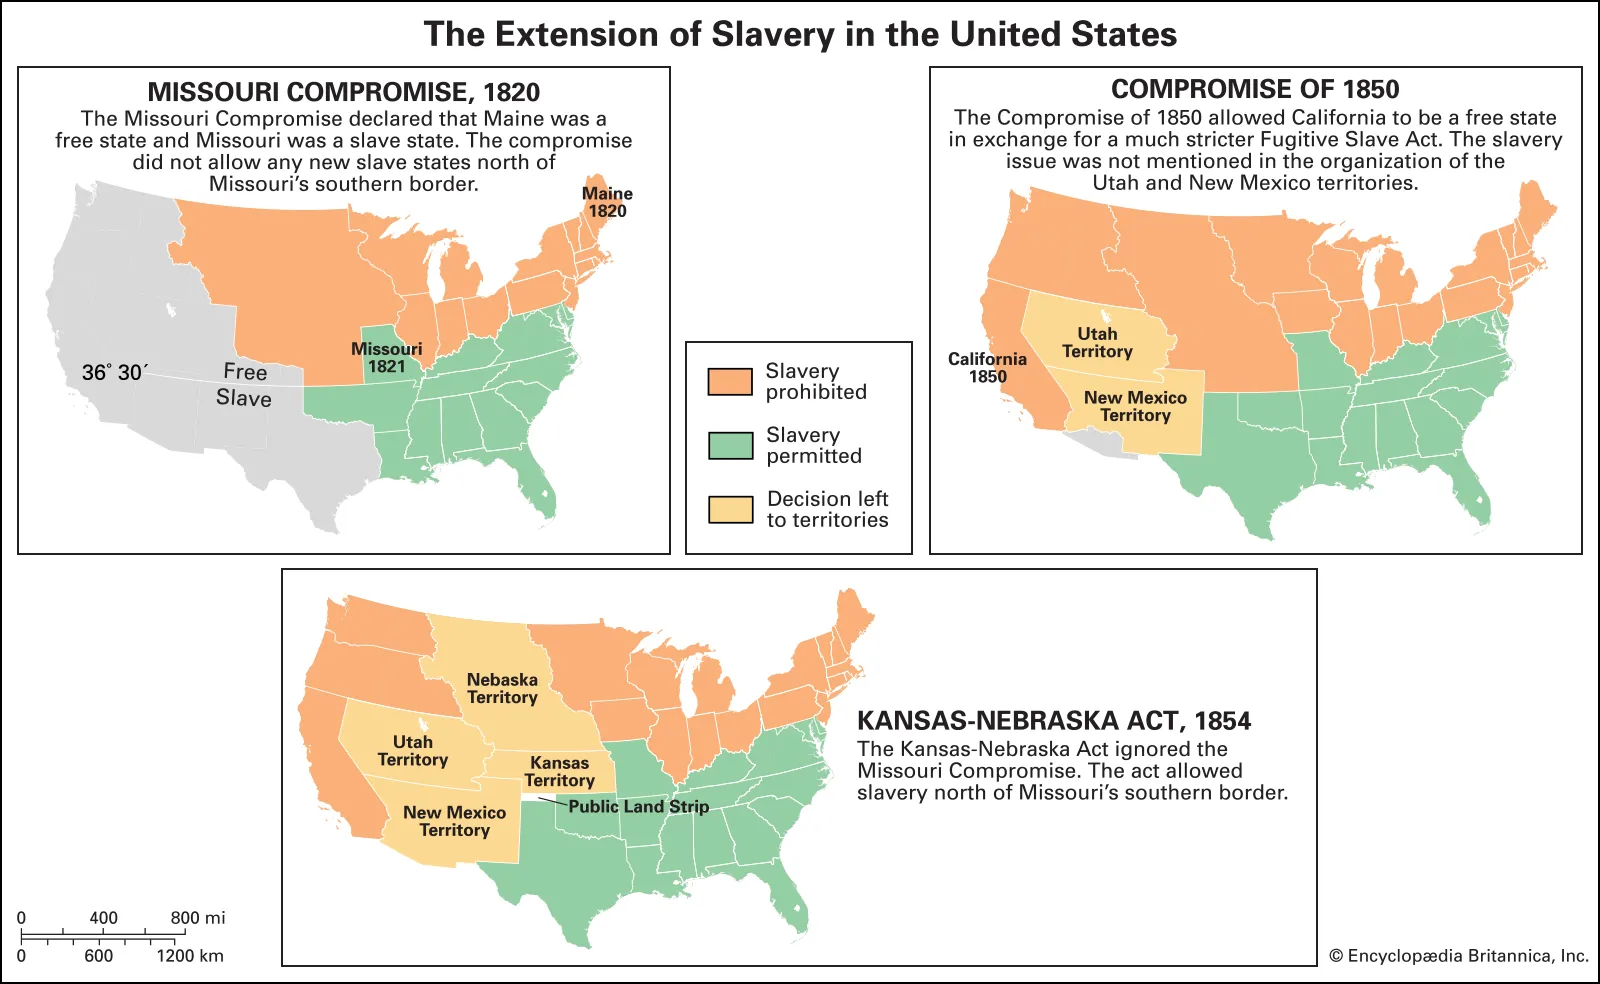 The Extension of Slavery in the United States
MISSOURI COMPROMISE, 1820
The Missouri Compromise declared that Maine was a
free state and Missouri was a slave state. The compromise
did not allow any new slave states north of
Missouri's southern border.
Maine
1820
Missouri
1821
36° 30′
Free
Slave
Slavery
prohibited
Slavery
permitted
Decision left
to territories
COMPROMISE OF 1850
The Compromise of 1850 allowed California to be a free state
in exchange for a much stricter Fugitive Slave Act. The slavery
issue was not mentioned in the organization of the
Utah and New Mexico territories.
Utah
Territory
California
1850
New Mexico
Territory
Nebaska
Territory
Utah
Territory
Kansas
Territory
New Mexico
Territory
Public Land Strip
KANSAS-NEBRASKA ACT, 1854
The Kansas-Nebraska Act ignored the
Missouri Compromise. The act allowed
slavery north of Missouri's southern border.
0 400 800 mi
0 600 1200 km
© Encyclopædia Britannica, Inc.